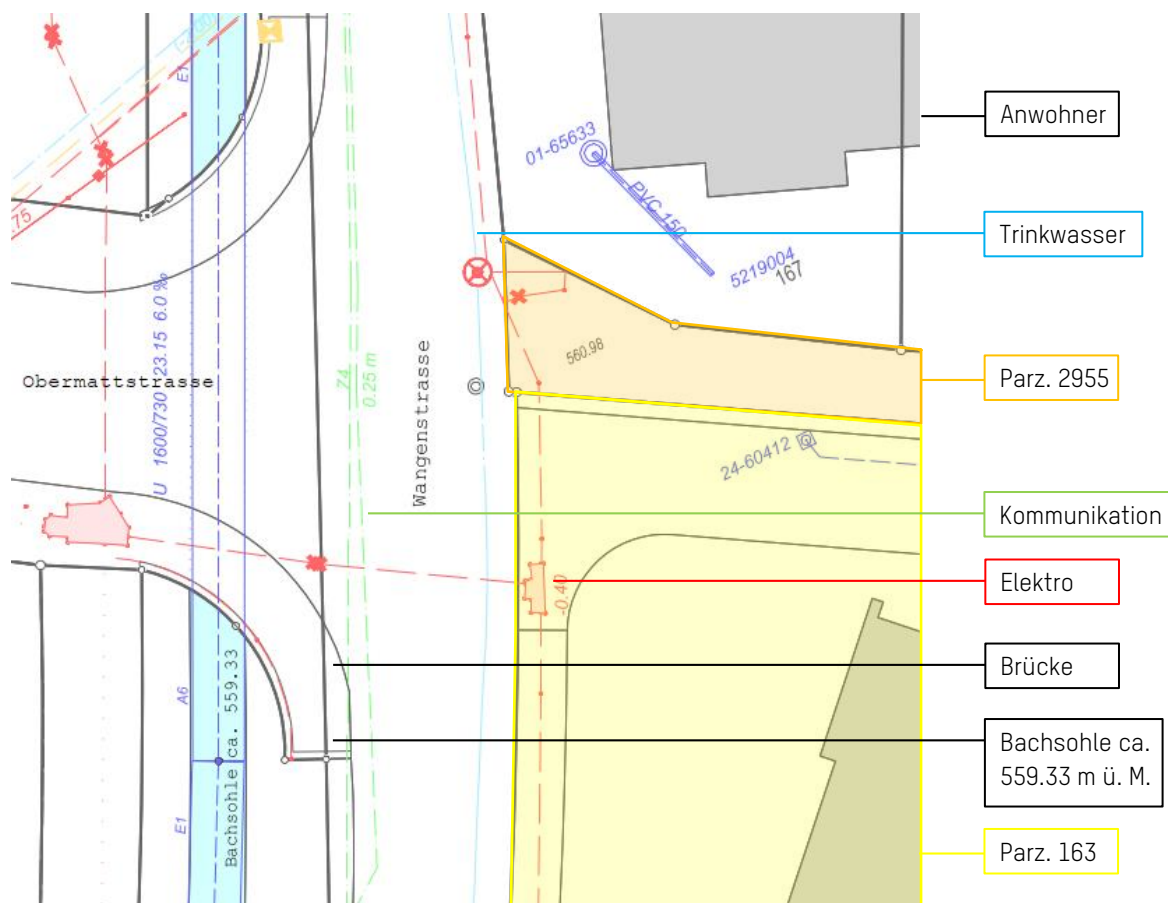 E1
01-65633
PVC 150
5219004
167
.75
U 1600/730 23.15 6.0 ‰
Obermattstrasse
Z4
0.25 m
Wangenstrasse
560.98
24-60412
-0.40
A6
E1
Bachsohle ca. 559.33
Anwohner
Trinkwasser
Parz. 2955
Kommunikation
Elektro
Brücke
Bachsohle ca.
559.33 m ü. M.
Parz. 163